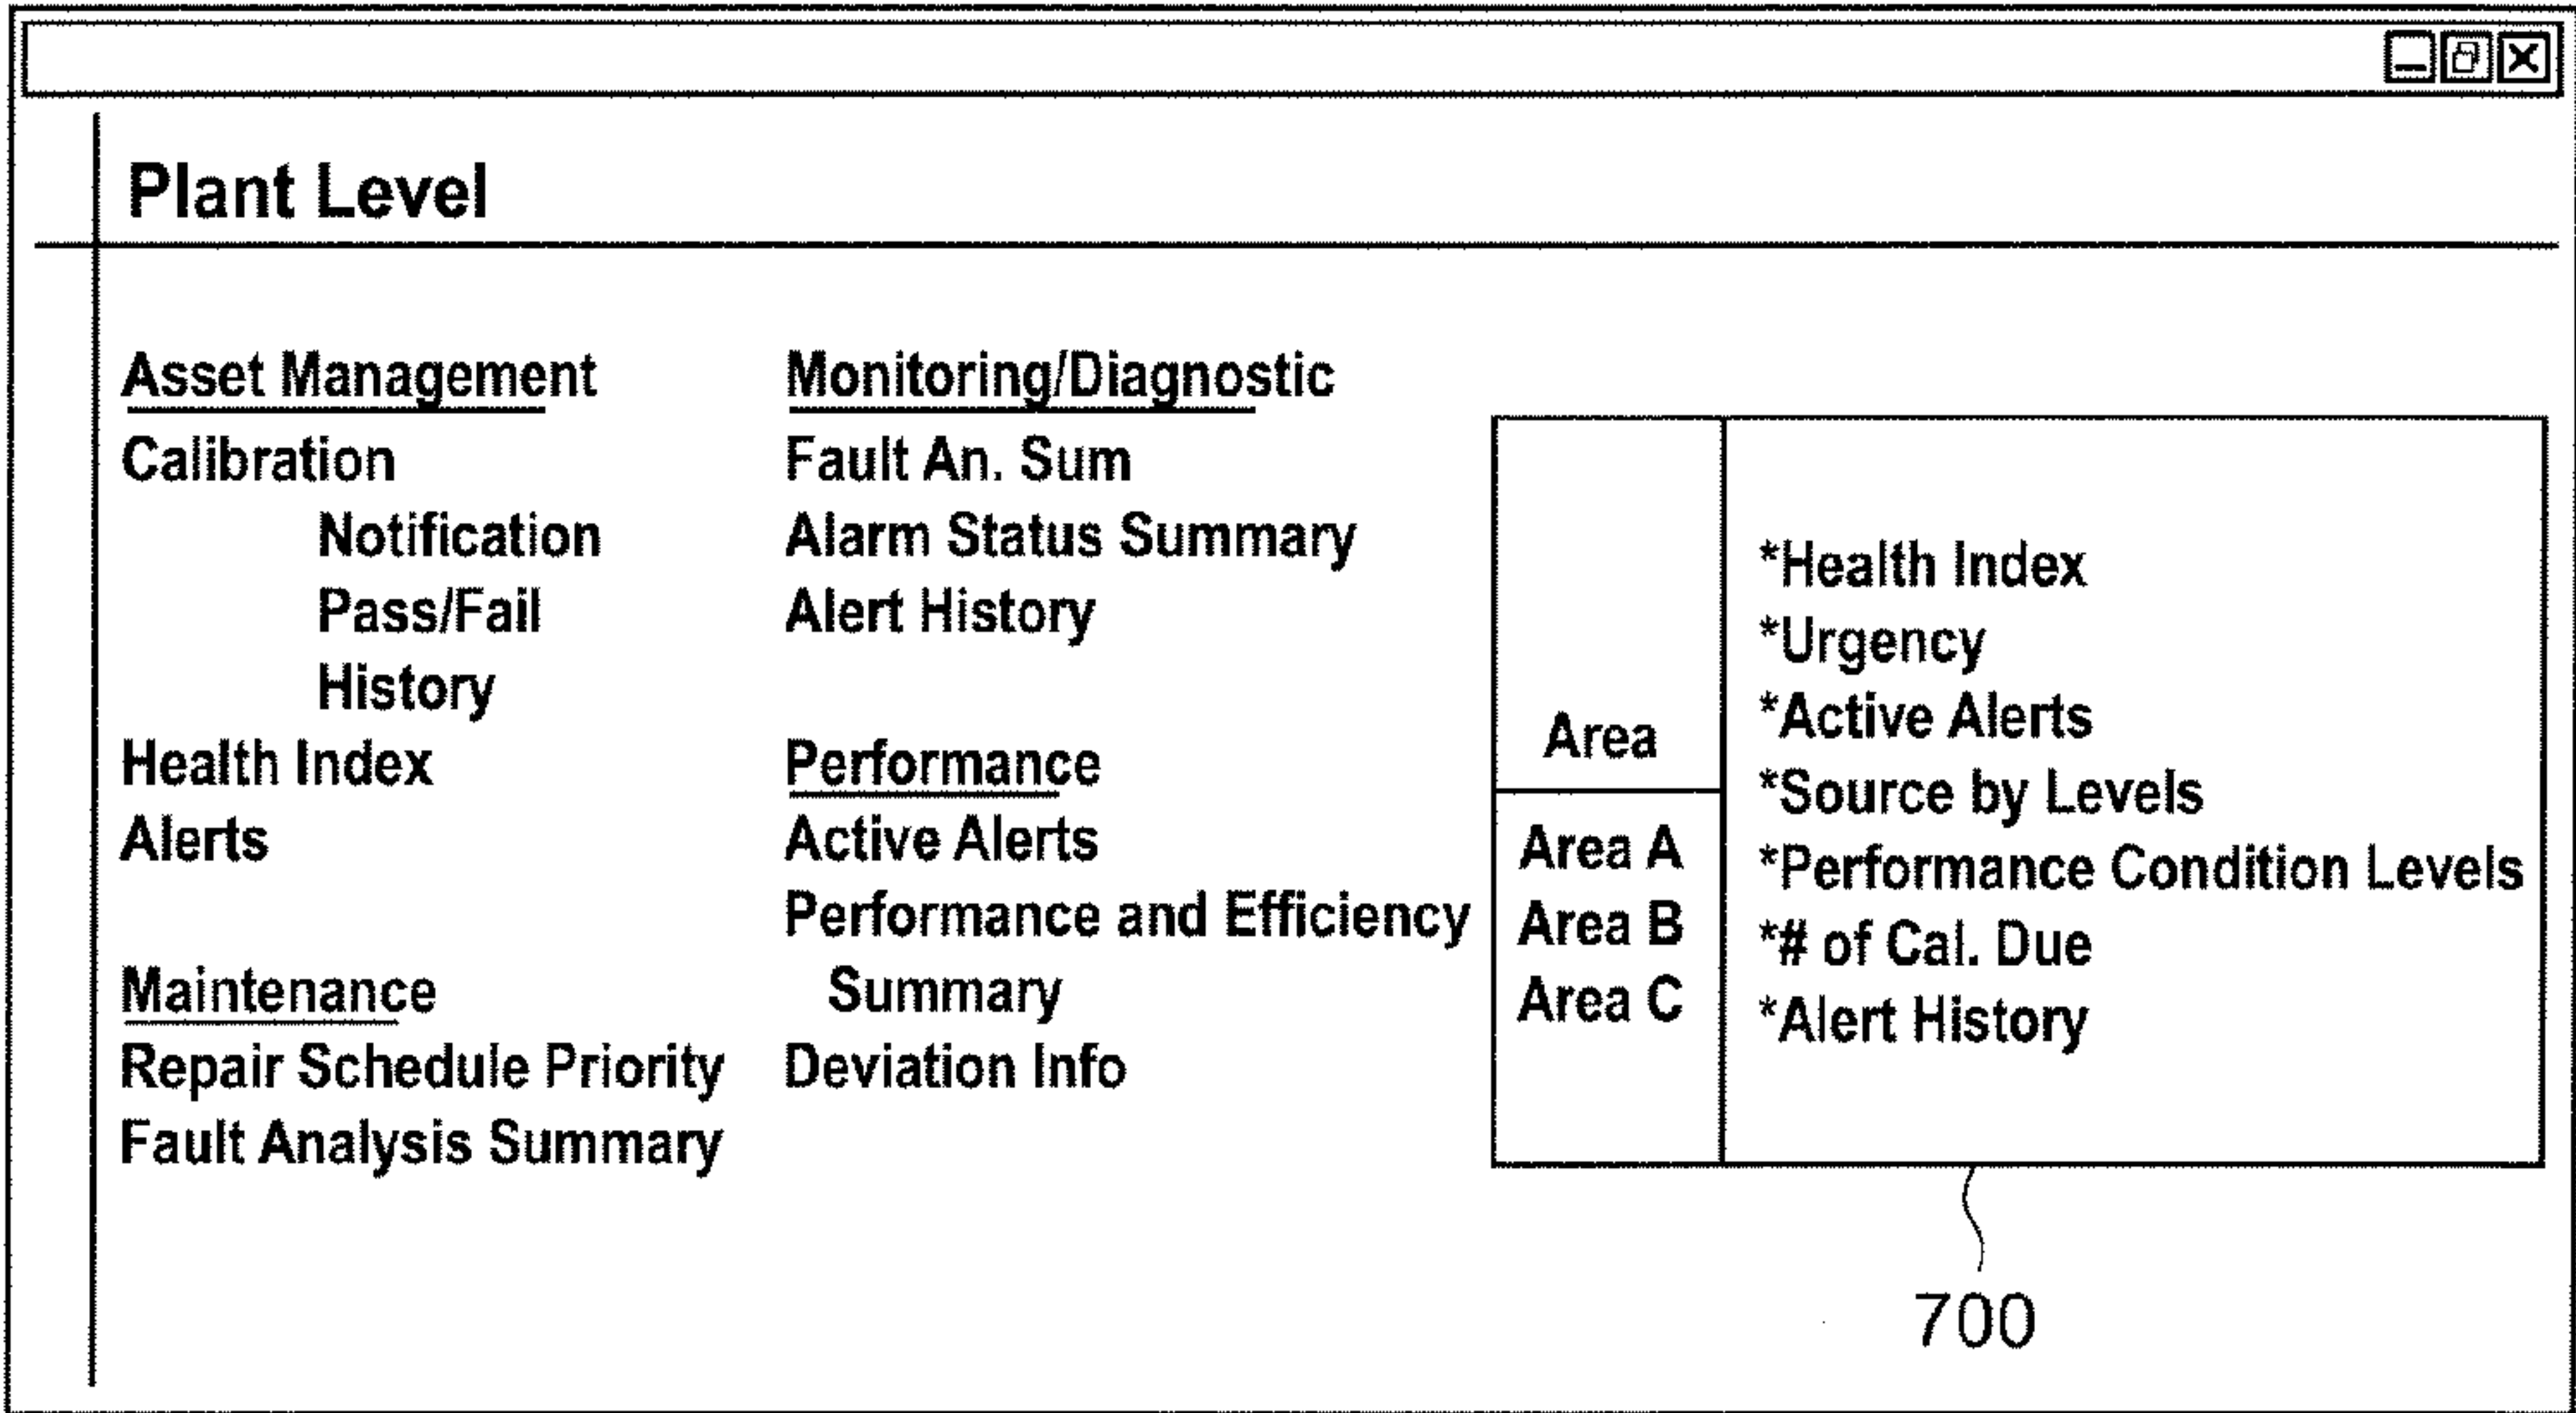 Plant Level
Asset Management
Calibration
Notification
Pass/Fail
History
Health Index
Alerts
Maintenance
Repair Schedule Priority
Fault Analysis Summary
Monitoring/Diagnostic
Fault An. Sum
Alarm Status Summary
Alert History
Performance
Active Alerts
Performance and Efficiency
Summary
Deviation Info
Area
Area A
Area B
Area C
*Health Index
*Urgency
*Active Alerts
*Source by Levels
*Performance Condition Levels
*# of Cal. Due
*Alert History
700